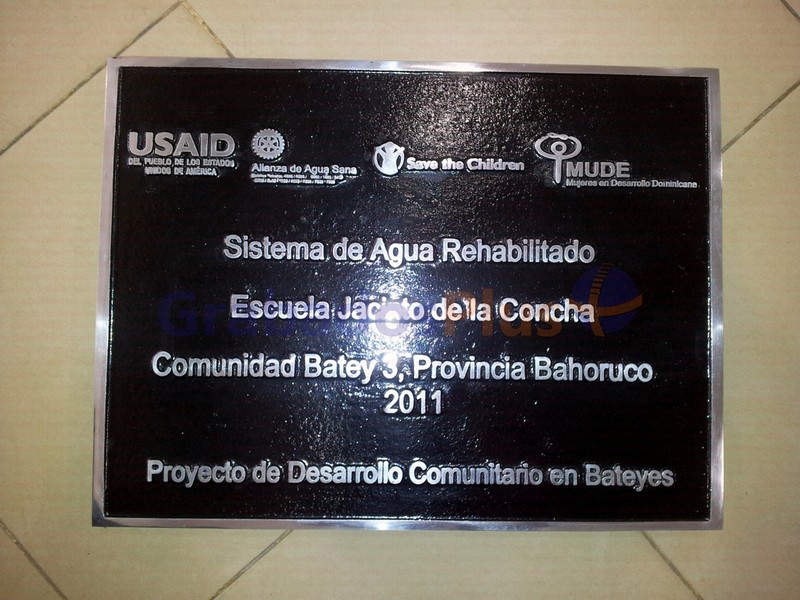 USAID
DEL PUEBLO DE LOS ESTADOS
UNIDOS DE AMÉRICA
Alianza de Agua Sana
Save the Children
MUDE
Mujeres en Desarrollo Dominicana
Sistema de Agua Rehabilitado
Escuela Jacinto de la Concha
Comunidad Batey 3, Provincia Bahoruco
2011
Proyecto de Desarrollo Comunitario en Bateyes